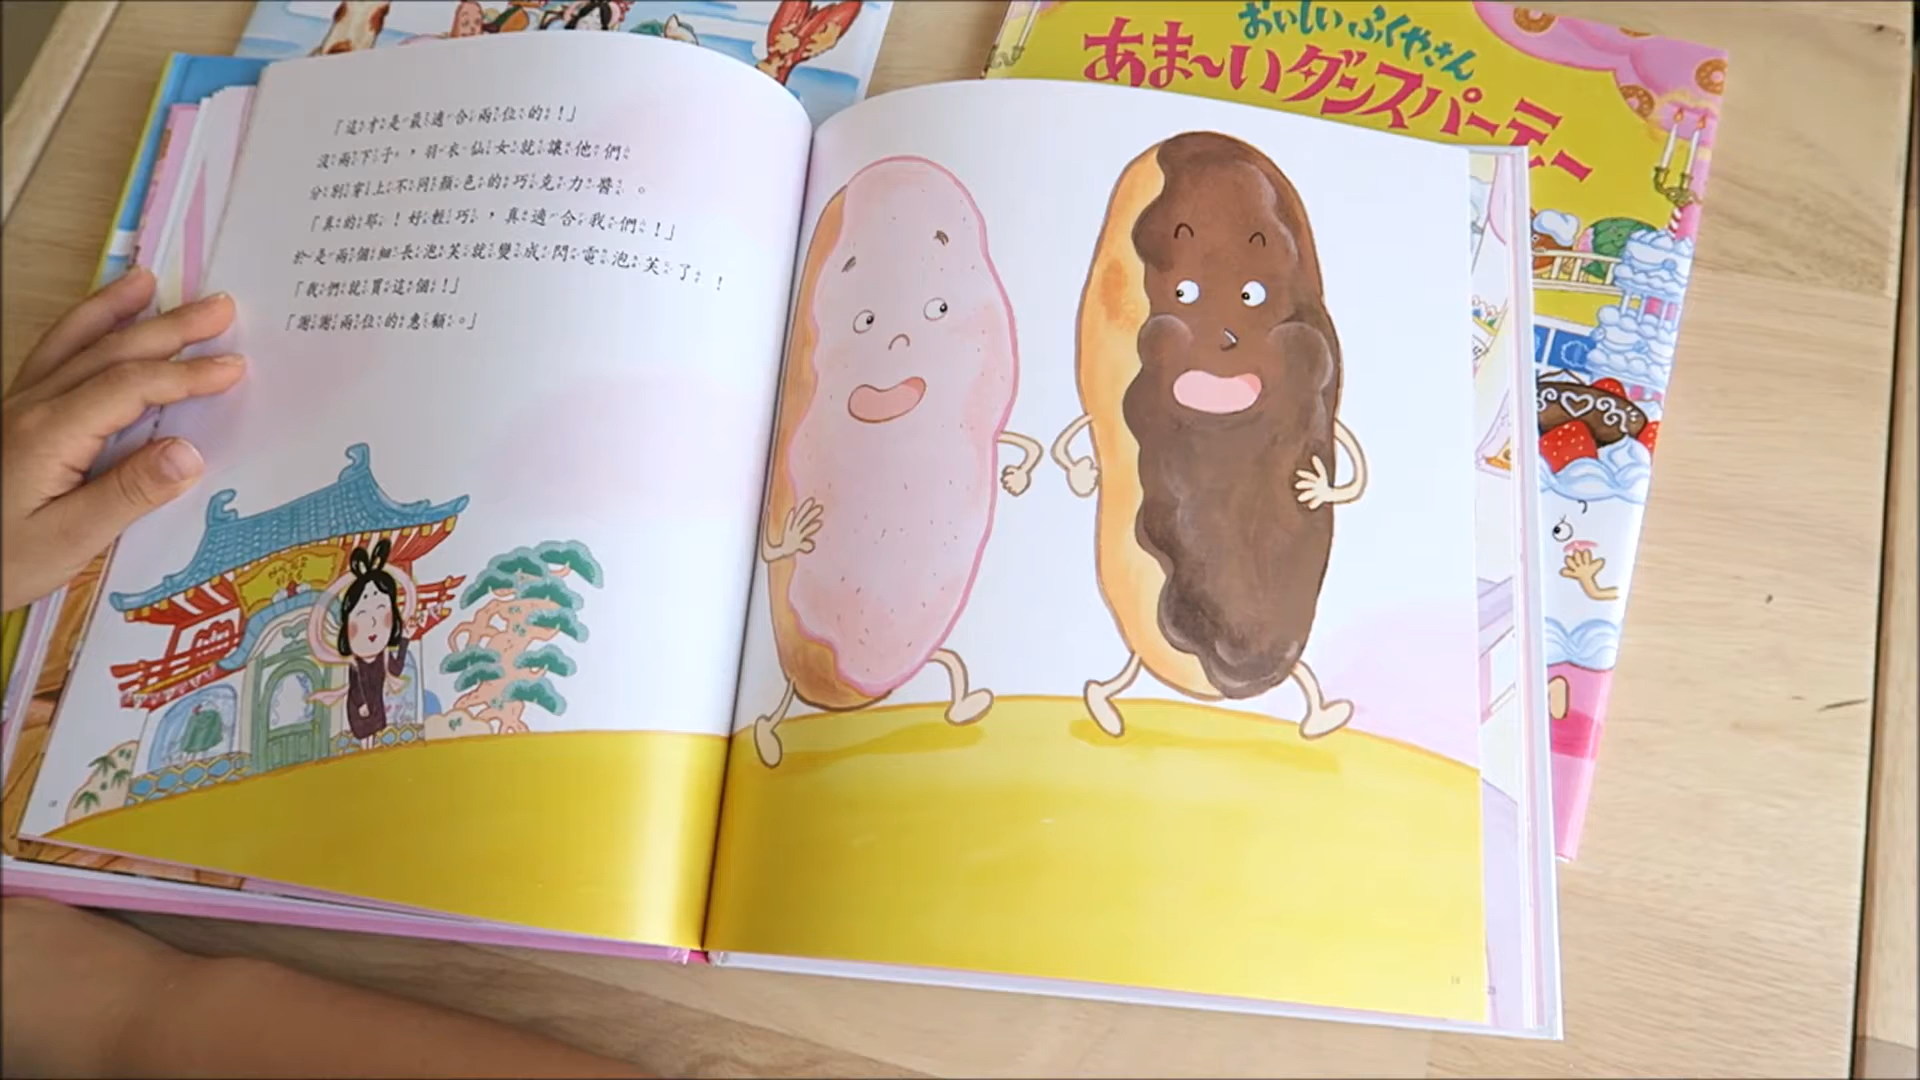 「這才是最適合兩位的！」
沒兩下子，羽衣仙女就讓他們
分別穿上不同顏色的巧克力醬。
「真的耶！好輕巧，真適合我們！」
於是兩個細長泡芙就變成閃電泡芙了！
「我們就買這個！」
「謝謝兩位的惠顧。」
おいしいふくやさん
あま～いダンスパーティー